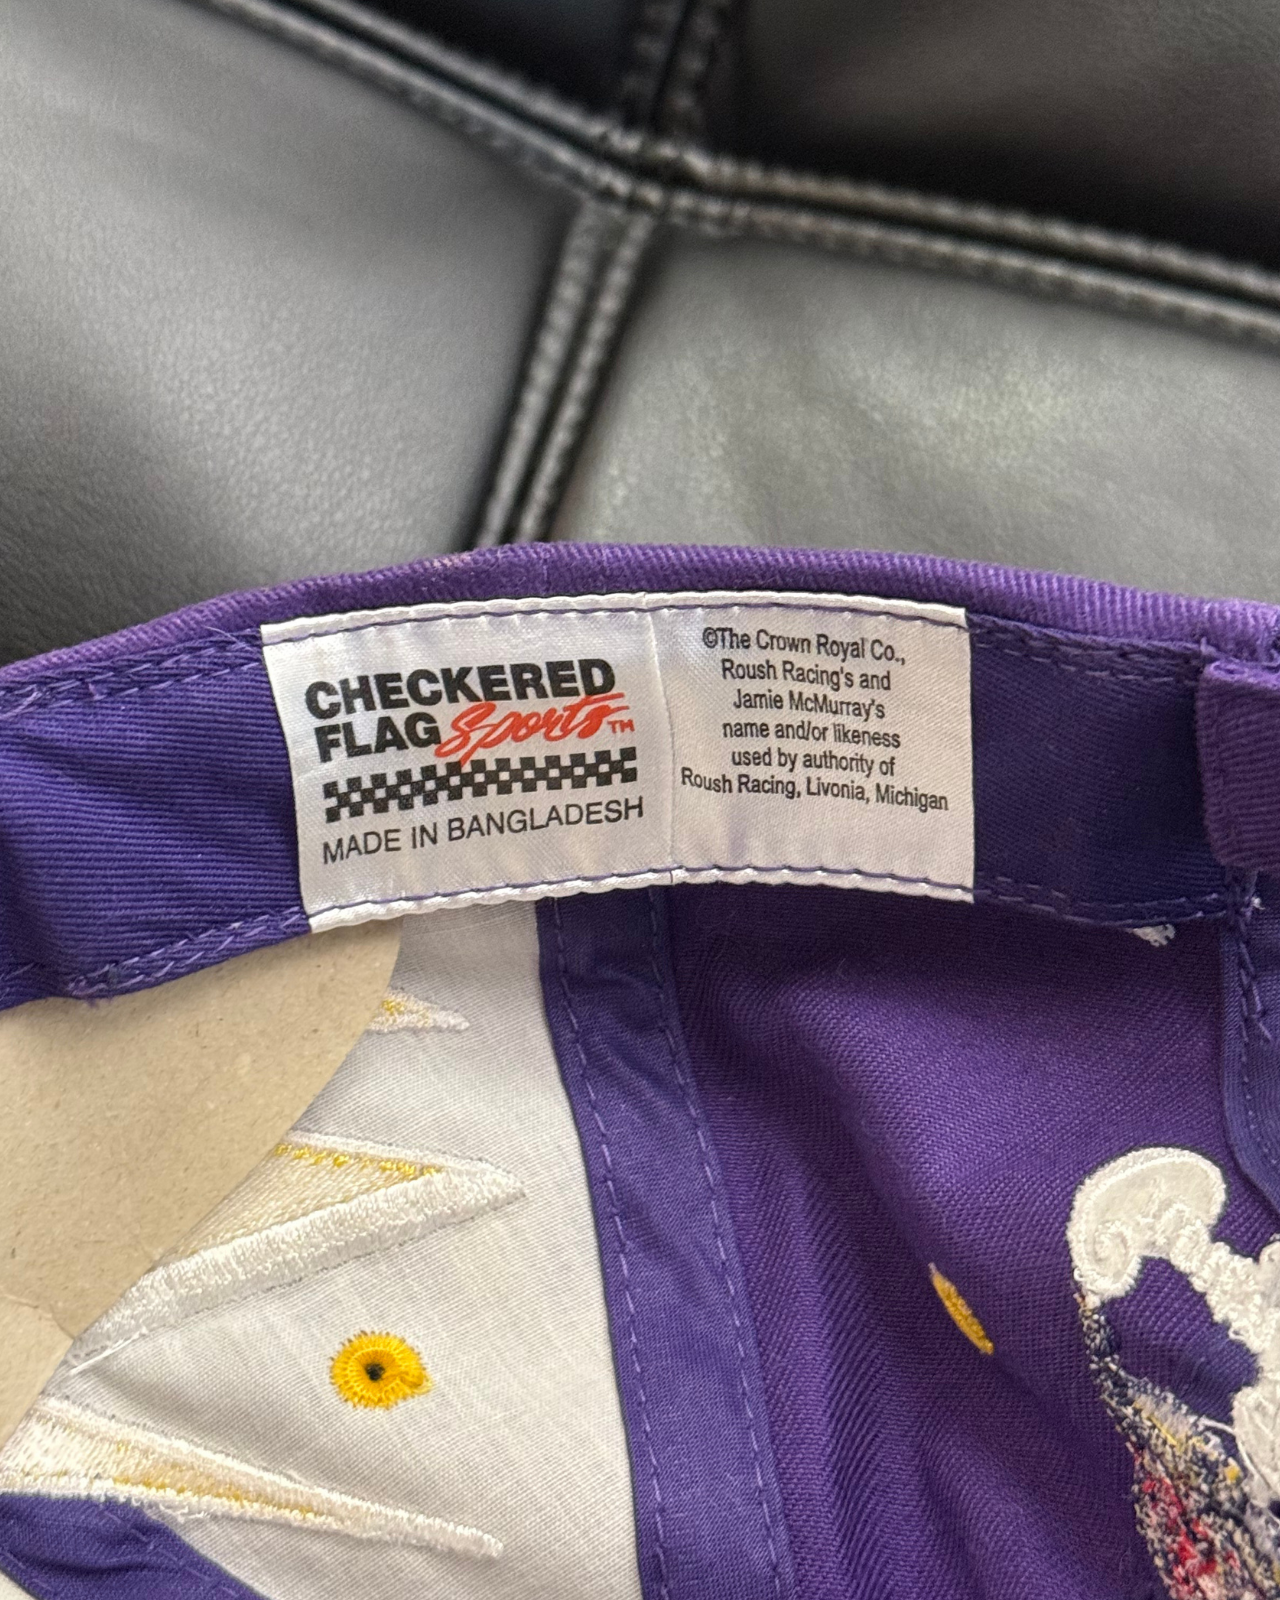 CHECKERED
FLAG Sports™
MADE IN BANGLADESH
©The Crown Royal Co.,
Roush Racing's and
Jamie McMurray's
name and/or likeness
used by authority of
Roush Racing, Livonia, Michigan